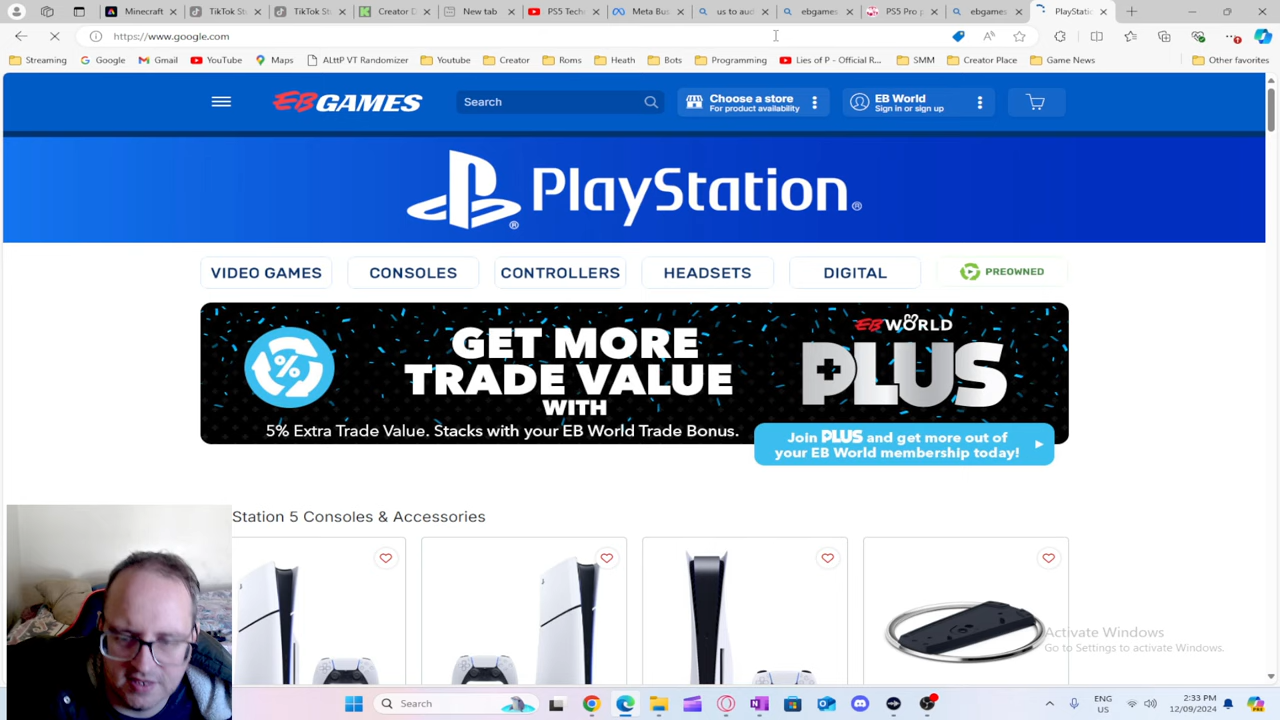 Minecraft
TikTok St
TikTok St
Creator D
New tab
PS5 Tech
Meta Bus
us to aud
ebgames
PS5 Pro p
ebgames
PlayStatio
https://www.google.com
Streaming
Google
Gmail
YouTube
Maps
ALttP VT Randomizer
Youtube
Creator
Roms
Heath
Bots
Programming
Lies of P - Official R...
SMM
Creator Place
Game News
Other favorites
EBGAMES
Search
Choose a store
For product availability
EB World
Sign in or sign up
PlayStation®
VIDEO GAMES
CONSOLES
CONTROLLERS
HEADSETS
DIGITAL
PREOWNED
GET MORE
TRADE VALUE
WITH
5% Extra Trade Value. Stacks with your EB World Trade Bonus.
EBWORLD
PLUS
Join PLUS and get more out of
your EB World membership today!
Station 5 Consoles & Accessories
Activate Windows
Go to Settings to activate Windows.
Search
ENG
US
2:33 PM
12/09/2024